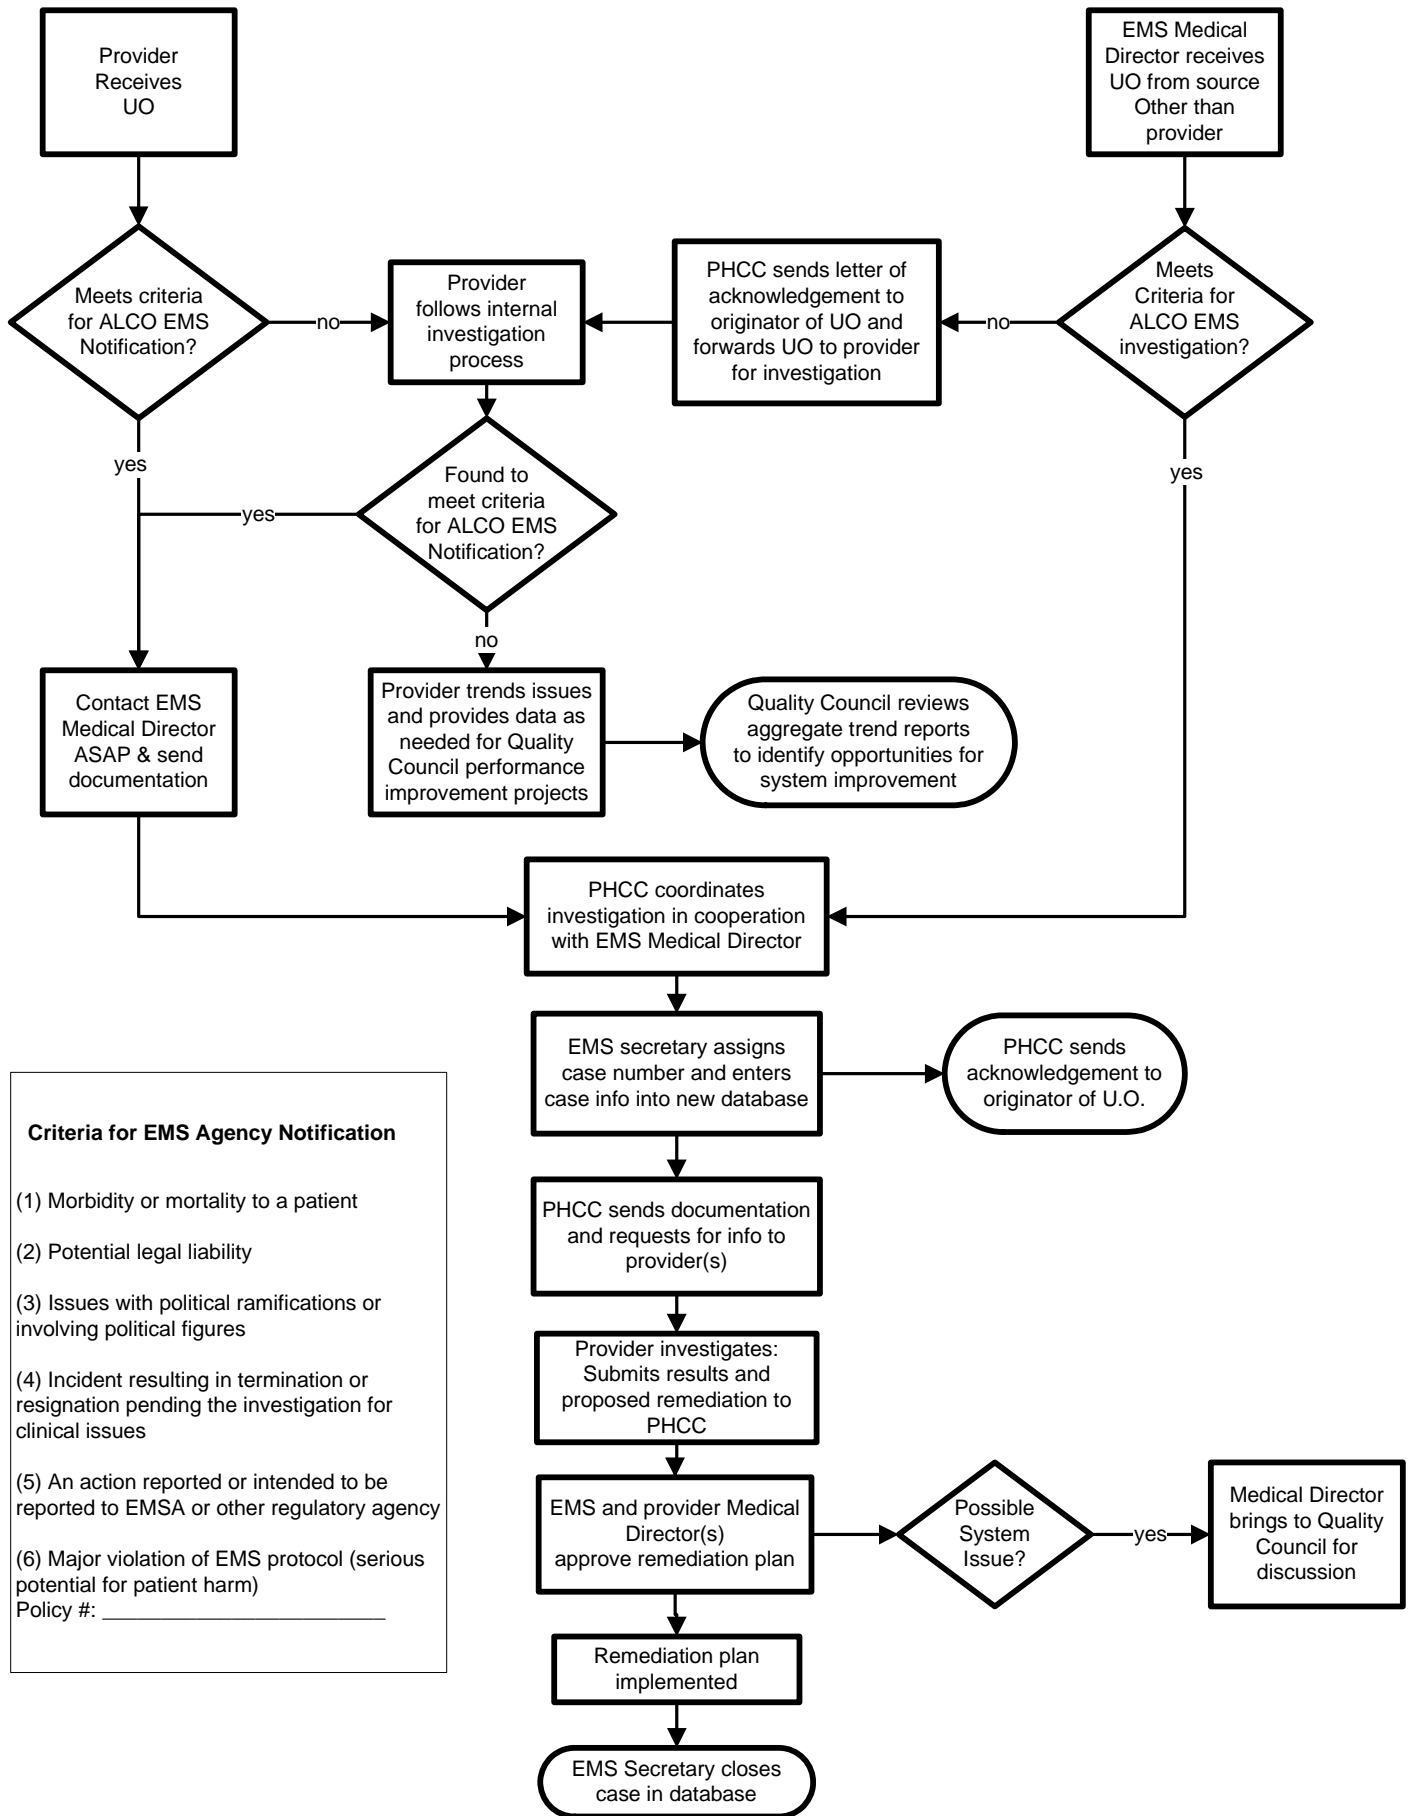 Provider
Receives
UO
EMS Medical
Director receives
UO from source
Other than
provider
Meets criteria
for ALCO EMS
Notification?
no
Provider
follows internal
investigation
process
PHCC sends letter of
acknowledgement to
originator of UO and
forwards UO to provider
for investigation
no
Meets
Criteria for
ALCO EMS
investigation?
yes
yes
Found to
meet criteria
for ALCO EMS
Notification?
yes
no
Contact EMS
Medical Director
ASAP & send
documentation
Provider trends issues
and provides data as
needed for Quality
Council performance
improvement projects
Quality Council reviews
aggregate trend reports
to identify opportunities for
system improvement
PHCC coordinates
investigation in cooperation
with EMS Medical Director
EMS secretary assigns
case number and enters
case info into new database
PHCC sends
acknowledgement to
originator of U.O.
PHCC sends documentation
and requests for info to
provider(s)
Provider investigates:
Submits results and
proposed remediation to
PHCC
EMS and provider Medical
Director(s)
approve remediation plan
Possible
System
Issue?
yes
Medical Director
brings to Quality
Council for
discussion
Remediation plan
implemented
EMS Secretary closes
case in database
Criteria for EMS Agency Notification
(1) Morbidity or mortality to a patient
(2) Potential legal liability
(3) Issues with political ramifications or
involving political figures
(4) Incident resulting in termination or
resignation pending the investigation for
clinical issues
(5) An action reported or intended to be
reported to EMSA or other regulatory agency
(6) Major violation of EMS protocol (serious
potential for patient harm)
Policy #: ________________________